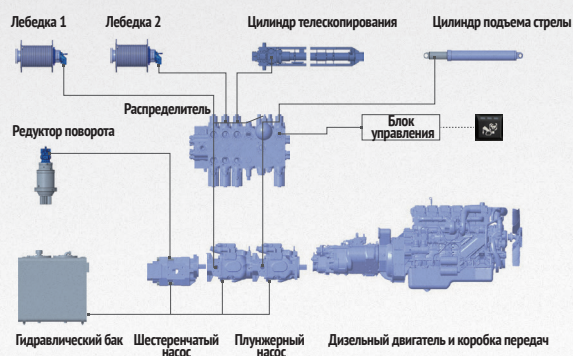 Лебедка 1
Лебедка 2
Цилиндр телескопирования
Цилиндр подъема стрелы
Распределитель
Блок
управления
Редуктор поворота
Гидравлический бак
Шестеренчатый
насос
Плунжерный
насос
Дизельный двигатель и коробка передач